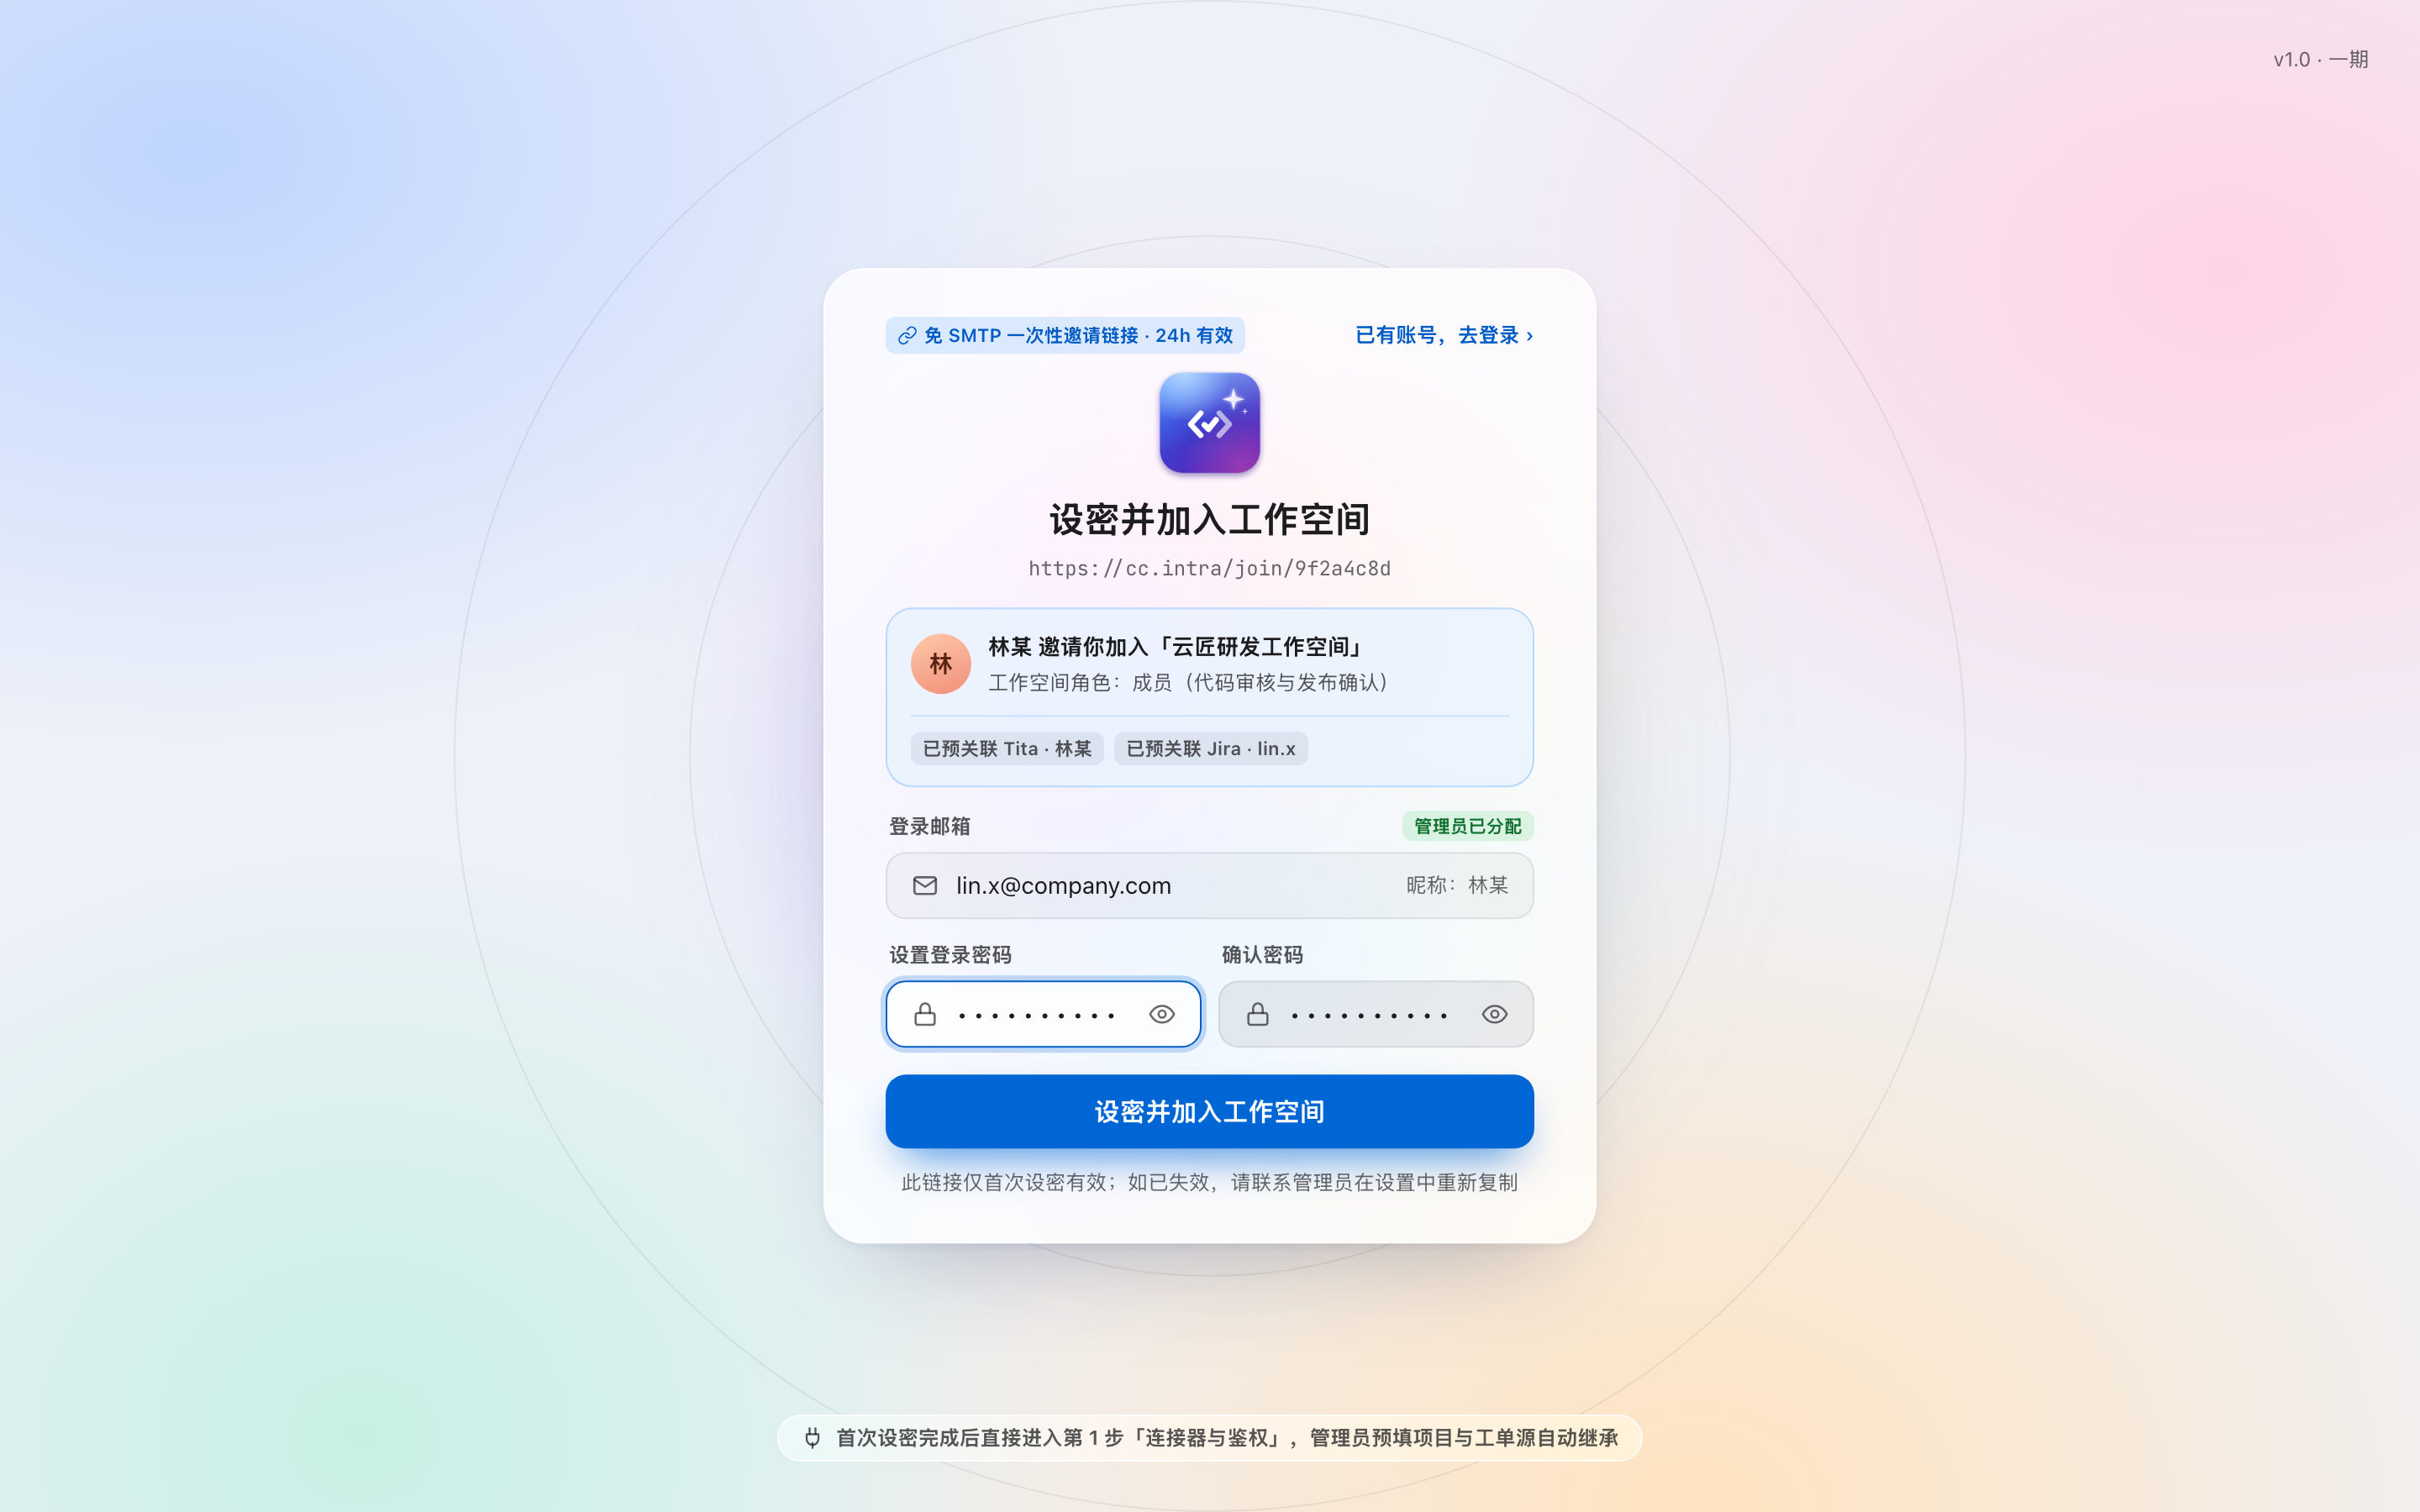 v1.0 · 一期
免 SMTP 一次性邀请链接 · 24h 有效
已有账号，去登录 ›
设密并加入工作空间
https://cc.intra/join/9f2a4c8d
林
林某 邀请你加入「云匠研发工作空间」
工作空间角色：成员（代码审核与发布确认）
已预关联 Tita · 林某
已预关联 Jira · lin.x
登录邮箱
管理员已分配
lin.x@company.com
昵称：林某
设置登录密码
确认密码
••••••••••
••••••••••
设密并加入工作空间
此链接仅首次设密有效；如已失效，请联系管理员在设置中重新复制
首次设密完成后直接进入第 1 步「连接器与鉴权」，管理员预填项目与工单源自动继承